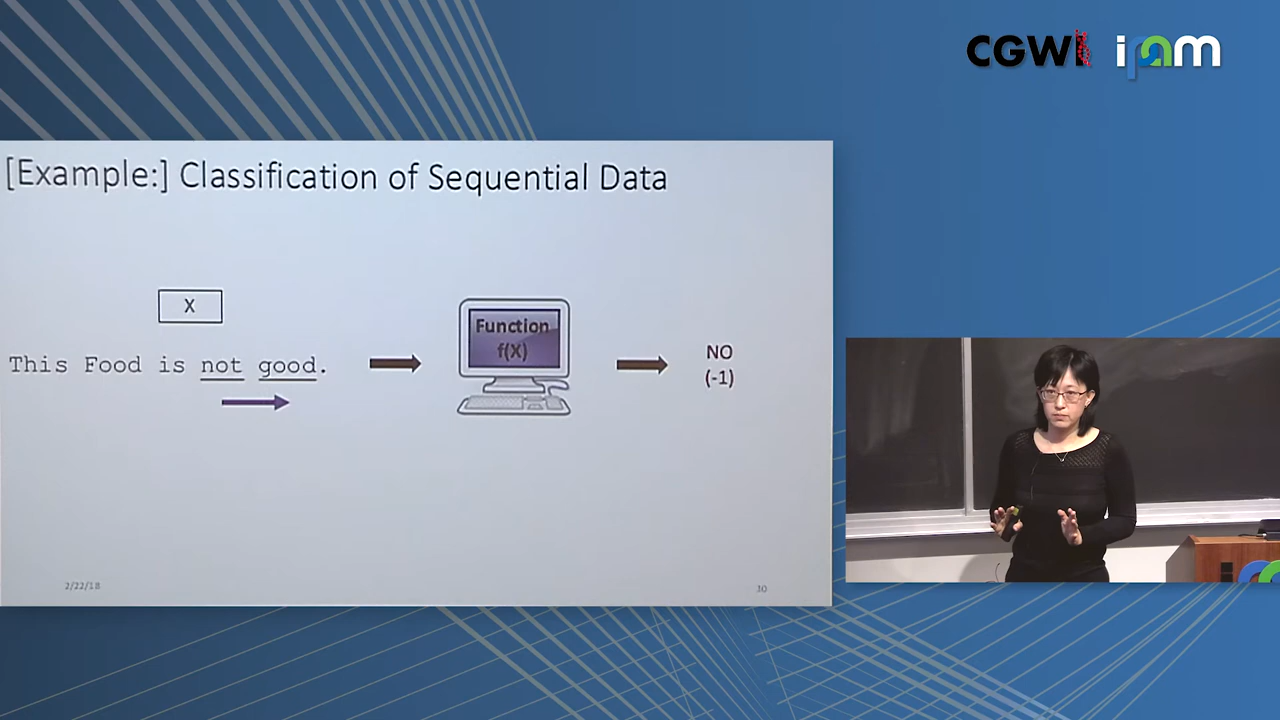 CGWI ipam
[Example:] Classification of Sequential Data
X
This Food is not good.
Function
f(X)
NO
(-1)
2/22/18
30